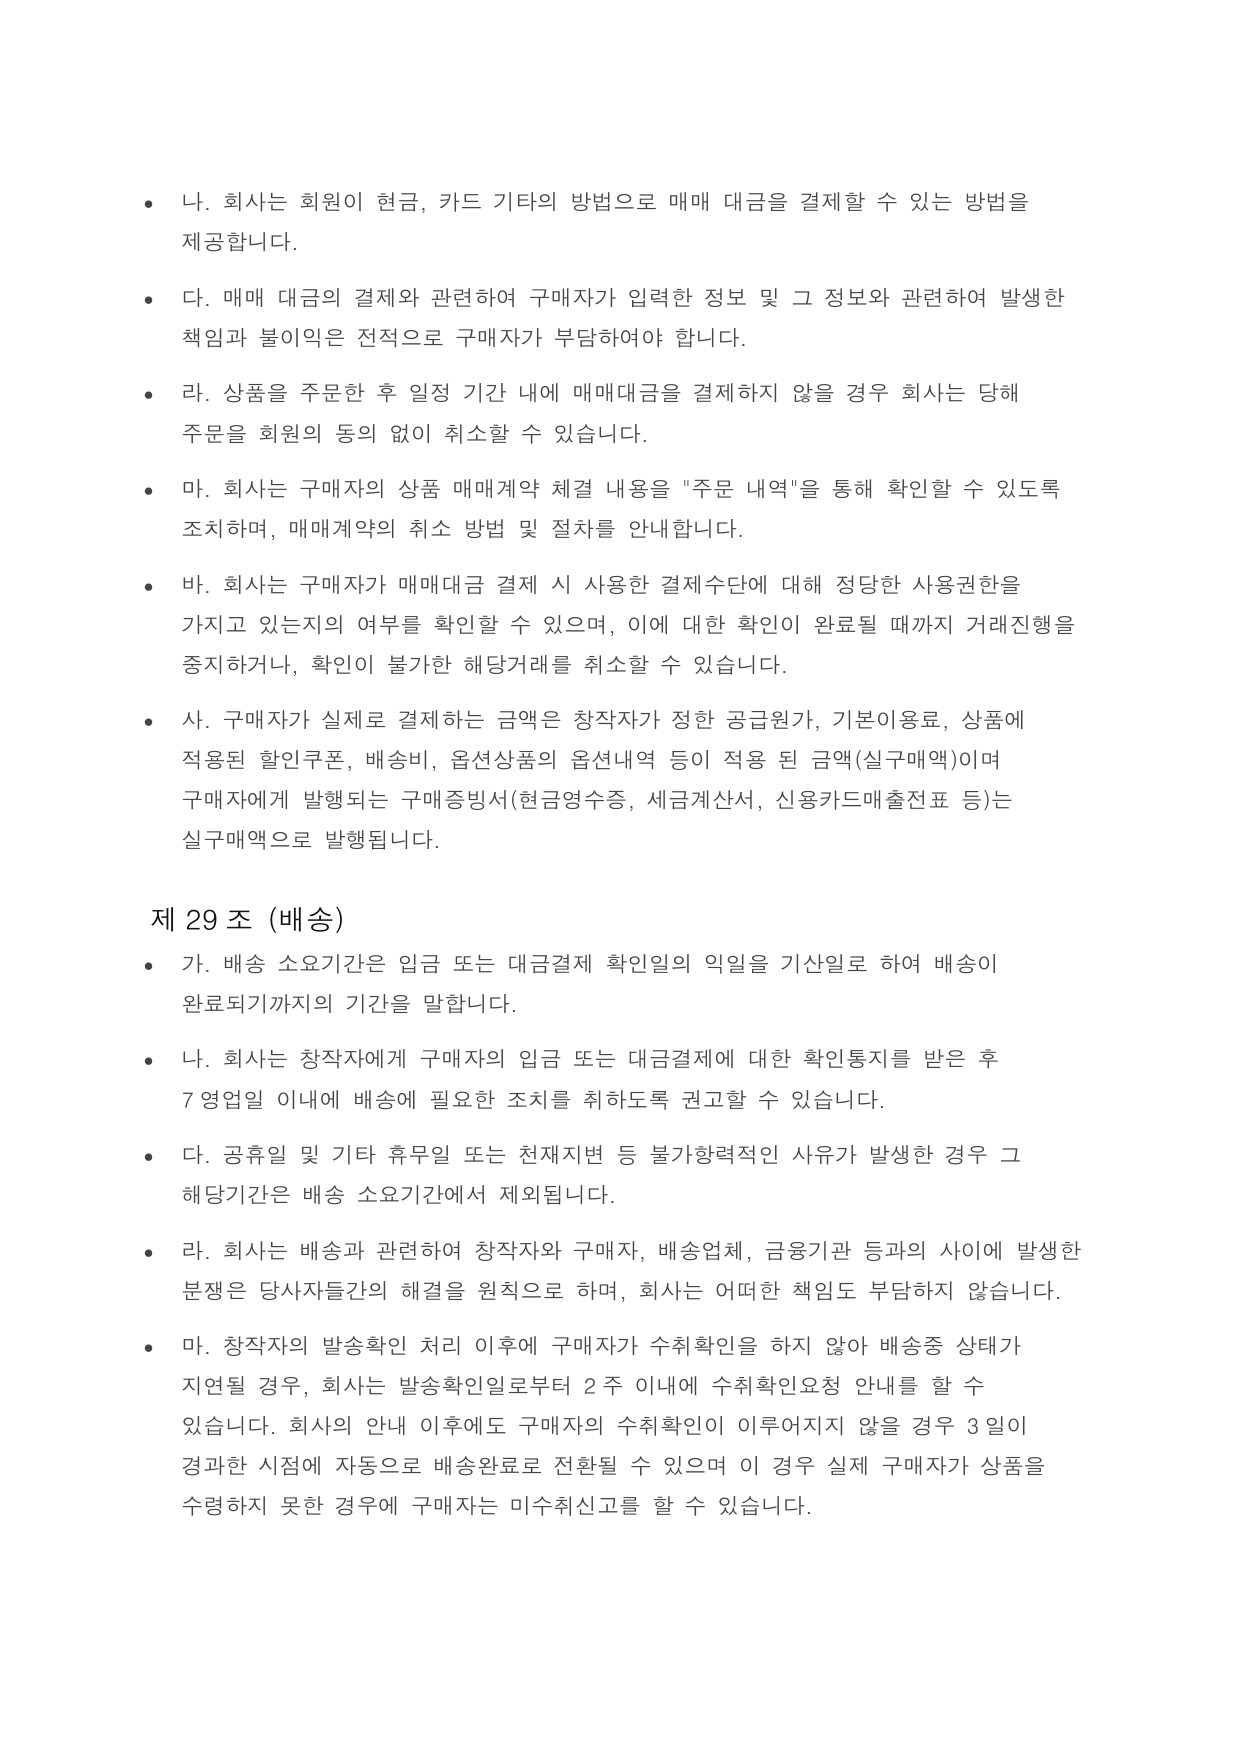 • 나. 회사는 회원이 현금, 카드 기타의 방법으로 매매 대금을 결제할 수 있는 방법을
제공합니다.
• 다. 매매 대금의 결제와 관련하여 구매자가 입력한 정보 및 그 정보와 관련하여 발생한
책임과 불이익은 전적으로 구매자가 부담하여야 합니다.
• 라. 상품을 주문한 후 일정 기간 내에 매매대금을 결제하지 않을 경우 회사는 당해
주문을 회원의 동의 없이 취소할 수 있습니다.
• 마. 회사는 구매자의 상품 매매계약 체결 내용을 "주문 내역"을 통해 확인할 수 있도록
조치하며, 매매계약의 취소 방법 및 절차를 안내합니다.
• 바. 회사는 구매자가 매매대금 결제 시 사용한 결제수단에 대해 정당한 사용권한을
가지고 있는지의 여부를 확인할 수 있으며, 이에 대한 확인이 완료될 때까지 거래진행을
중지하거나, 확인이 불가한 해당거래를 취소할 수 있습니다.
• 사. 구매자가 실제로 결제하는 금액은 창작자가 정한 공급원가, 기본이용료, 상품에
적용된 할인쿠폰, 배송비, 옵션상품의 옵션내역 등이 적용 된 금액(실구매액)이며
구매자에게 발행되는 구매증빙서(현금영수증, 세금계산서, 신용카드매출전표 등)는
실구매액으로 발행됩니다.
제 29 조 (배송)
• 가. 배송 소요기간은 입금 또는 대금결제 확인일의 익일을 기산일로 하여 배송이
완료되기까지의 기간을 말합니다.
• 나. 회사는 창작자에게 구매자의 입금 또는 대금결제에 대한 확인통지를 받은 후
7 영업일 이내에 배송에 필요한 조치를 취하도록 권고할 수 있습니다.
• 다. 공휴일 및 기타 휴무일 또는 천재지변 등 불가항력적인 사유가 발생한 경우 그
해당기간은 배송 소요기간에서 제외됩니다.
• 라. 회사는 배송과 관련하여 창작자와 구매자, 배송업체, 금융기관 등과의 사이에 발생한
분쟁은 당사자들간의 해결을 원칙으로 하며, 회사는 어떠한 책임도 부담하지 않습니다.
• 마. 창작자의 발송확인 처리 이후에 구매자가 수취확인을 하지 않아 배송중 상태가
지연될 경우, 회사는 발송확인일로부터 2 주 이내에 수취확인요청 안내를 할 수
있습니다. 회사의 안내 이후에도 구매자의 수취확인이 이루어지지 않을 경우 3 일이
경과한 시점에 자동으로 배송완료로 전환될 수 있으며 이 경우 실제 구매자가 상품을
수령하지 못한 경우에 구매자는 미수취신고를 할 수 있습니다.